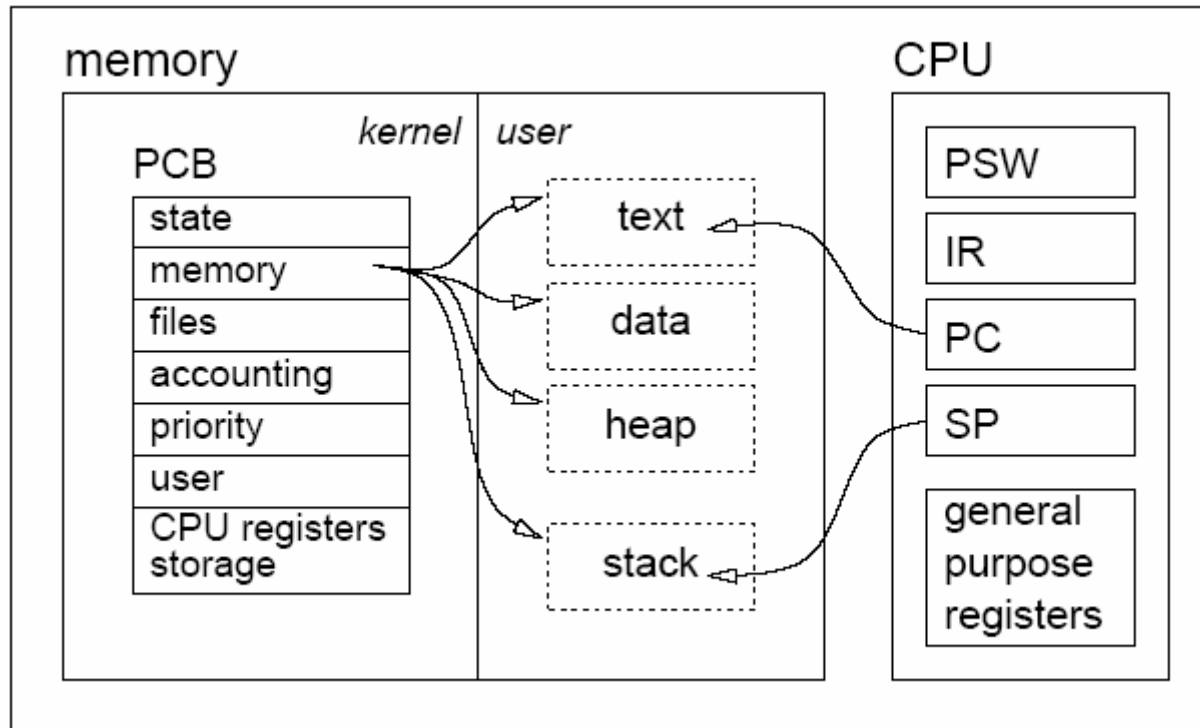 memory
kernel
user
PCB
state
memory
files
accounting
priority
user
CPU registers
storage
text
data
heap
stack
CPU
PSW
IR
PC
SP
general
purpose
registers